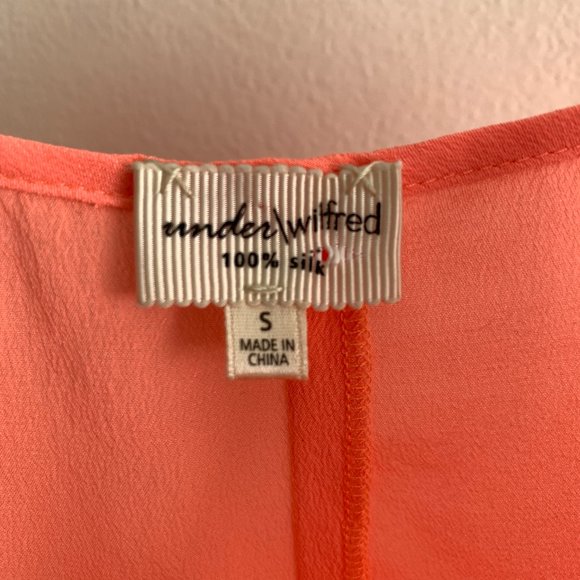 under\wilfred
100% silk
S
MADE IN
CHINA